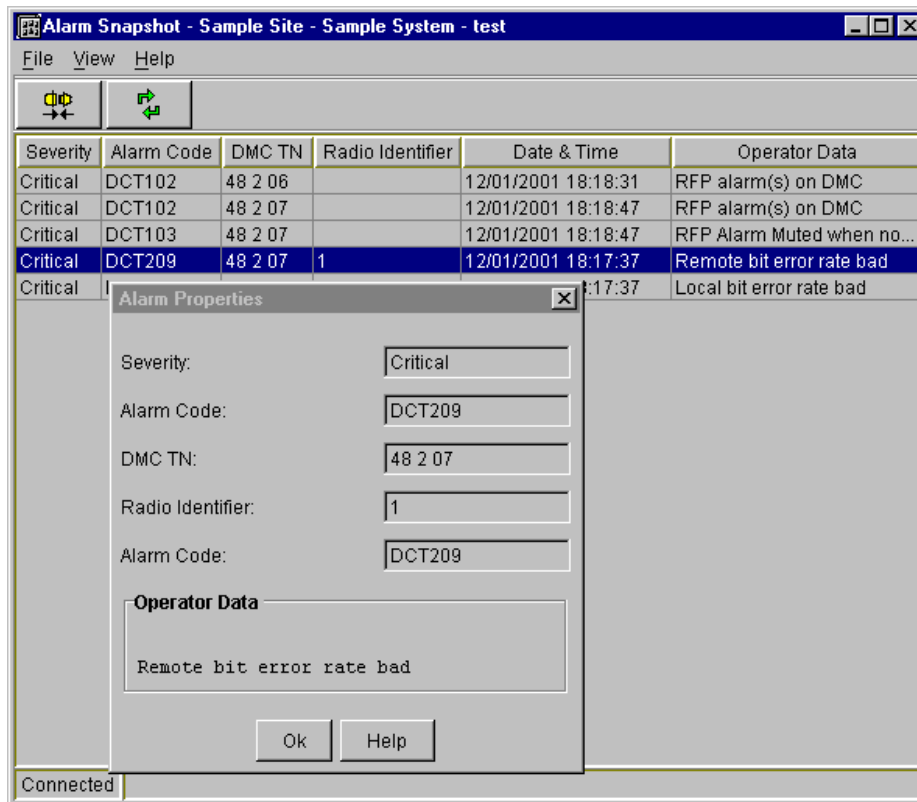 Alarm Snapshot - Sample Site - Sample System - test
File View Help
Severity Alarm Code DMC TN Radio Identifier Date & Time Operator Data
Critical DCT102 48 2 06 12/01/2001 18:18:31 RFP alarm(s) on DMC
Critical DCT102 48 2 07 12/01/2001 18:18:47 RFP alarm(s) on DMC
Critical DCT103 48 2 07 12/01/2001 18:18:47 RFP Alarm Muted when no...
Critical DCT209 48 2 07 1 12/01/2001 18:17:37 Remote bit error rate bad
Critical :17:37 Local bit error rate bad
Alarm Properties
Severity: Critical
Alarm Code: DCT209
DMC TN: 48 2 07
Radio Identifier: 1
Alarm Code: DCT209
Operator Data
Remote bit error rate bad
Ok Help
Connected